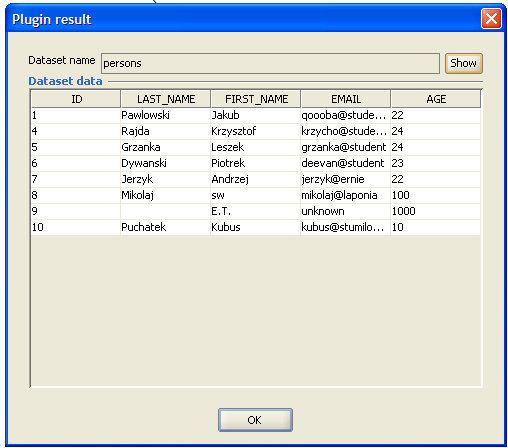 Plugin result
Dataset name persons Show
Dataset data
ID LAST_NAME FIRST_NAME EMAIL AGE
1 Pawlowski Jakub qoooba@stude... 22
4 Rajda Krzysztof krzycho@stude... 24
5 Grzanka Leszek grzanka@student 24
6 Dywanski Piotrek deevan@student 23
7 Jerzyk Andrzej jerzyk@ernie 22
8 Mikolaj sw mikolaj@laponia 100
9 E.T. unknown 1000
10 Puchatek Kubus kubus@stumilo... 10
OK